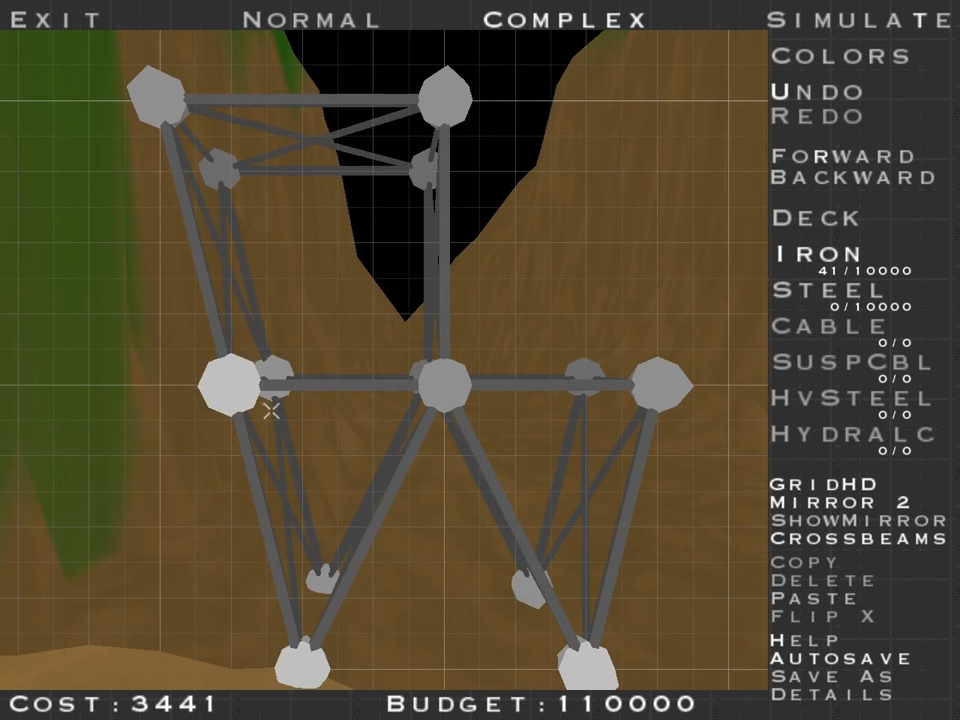 EXIT NORMAL COMPLEX SIMULATE
COLORS
UNDO
REDO
FORWARD
BACKWARD
DECK
IRON
41/10000
STEEL
0/10000
CABLE
0/0
SUSPCBL
0/0
HVSTEEL
0/0
HYDRALC
0/0
GRIDHD
MIRROR 2
SHOWMIRROR
CROSSBEAMS
COPY
DELETE
PASTE
FLIP X
HELP
AUTOSAVE
SAVE AS
DETAILS
COST:3441 BUDGET:110000